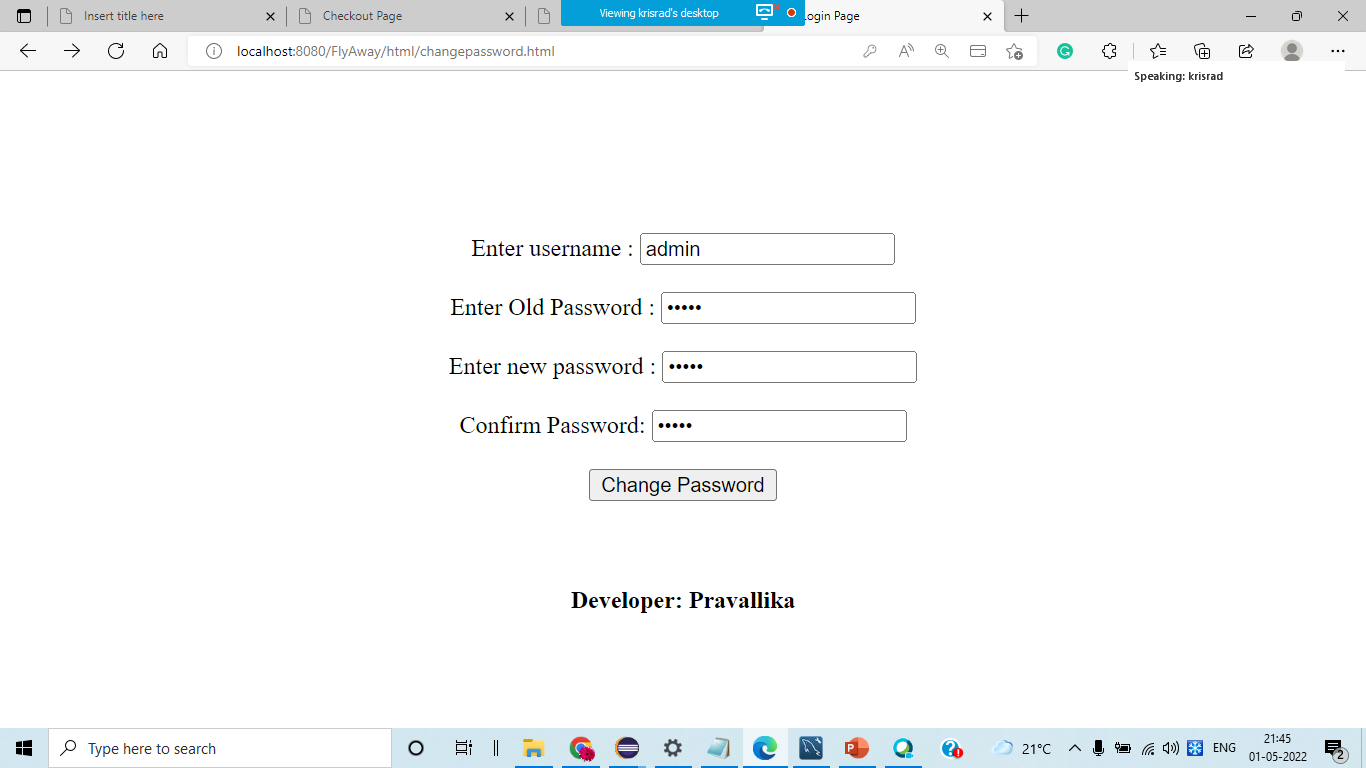 Insert title here
Checkout Page
Viewing krisrad's desktop
ogin Page
localhost:8080/FlyAway/html/changepassword.html
Speaking: krisrad
Enter username : admin
Enter Old Password : •••••
Enter new password : •••••
Confirm Password: •••••
Change Password
Developer: Pravallika
Type here to search
21°C
ENG
21:45
01-05-2022
2